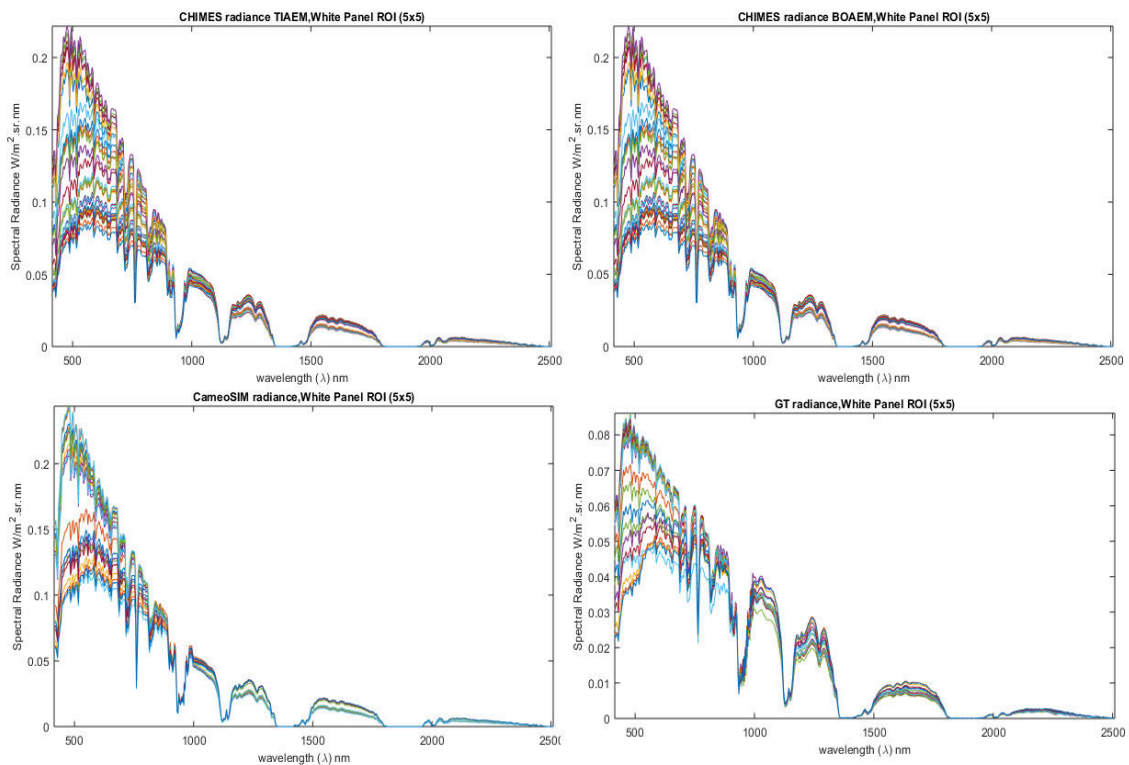 CHIMES radiance TIAEM,White Panel ROI (5x5)
Spectral Radiance W/m².sr.nm
0.2
0.15
0.1
0.05
0
500 1000 1500 2000 2500
wavelength (λ) nm
CHIMES radiance BOAEM,White Panel ROI (5x5)
Spectral Radiance W/m².sr.nm
0.2
0.15
0.1
0.05
0
500 1000 1500 2000 2500
wavelength (λ) nm
CameoSIM radiance,White Panel ROI (5x5)
Spectral Radiance W/m².sr.nm
0.2
0.15
0.1
0.05
0
500 1000 1500 2000 250
wavelength (λ) nm
GT radiance,White Panel ROI (5x5)
Spectral Radiance W/m².sr.nm
0.08
0.07
0.06
0.05
0.04
0.03
0.02
0.01
0
500 1000 1500 2000 2500
wavelength (λ) nm